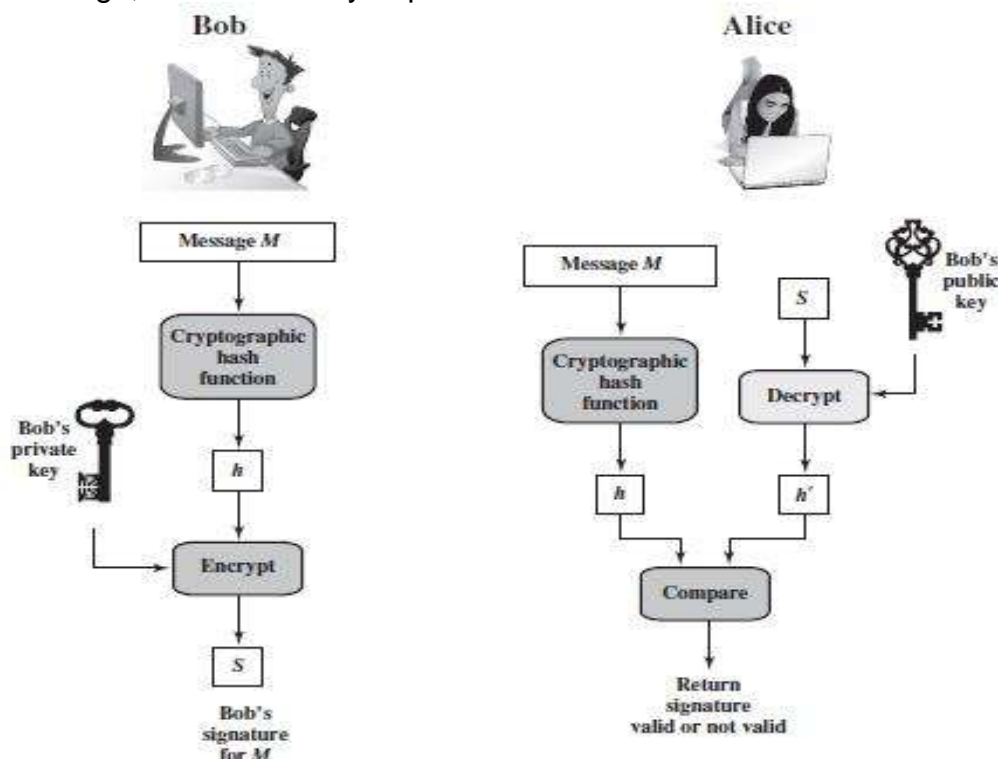 Bob
Message M
Cryptographic
hash
function
Bob's
private
key
h
Encrypt
S
Bob's
signature
for M
Alice
Message M
S
Bob's
public
key
Cryptographic
hash
function
Decrypt
h
h'
Compare
Return
signature
valid or not valid